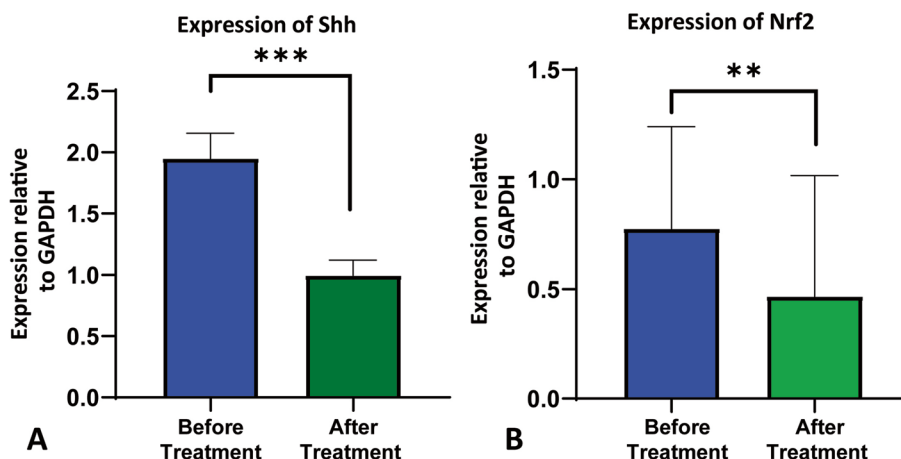 Expression of Shh
***
Expression relative
to GAPDH
2.5
2.0
1.5
1.0
0.5
0.0
Before
Treatment
After
Treatment
A
Expression of Nrf2
**
Expression relative
to GAPDH
1.5
1.0
0.5
0.0
Before
Treatment
After
Treatment
B